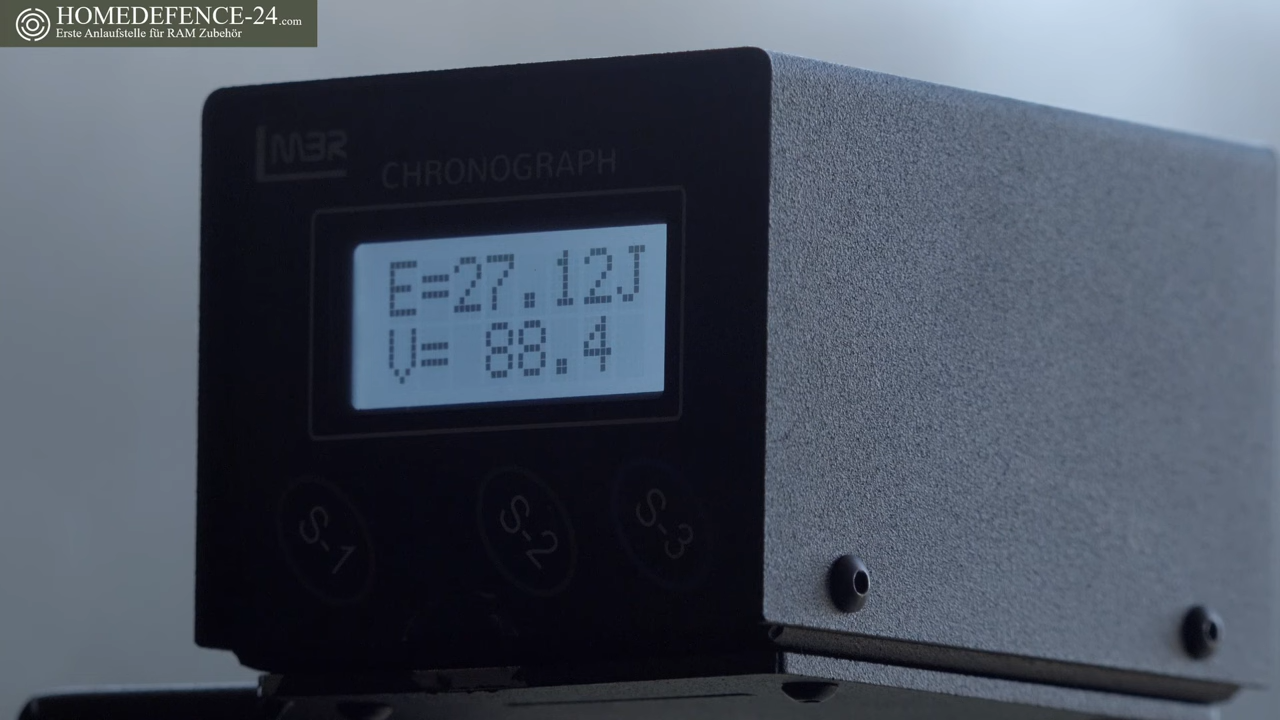 HOMEDEFENCE-24.com
Erste Anlaufstelle für RAM Zubehör
LMBR
CHRONOGRAPH
E=27.12J
V= 88.4
S-1
S-2
S-3